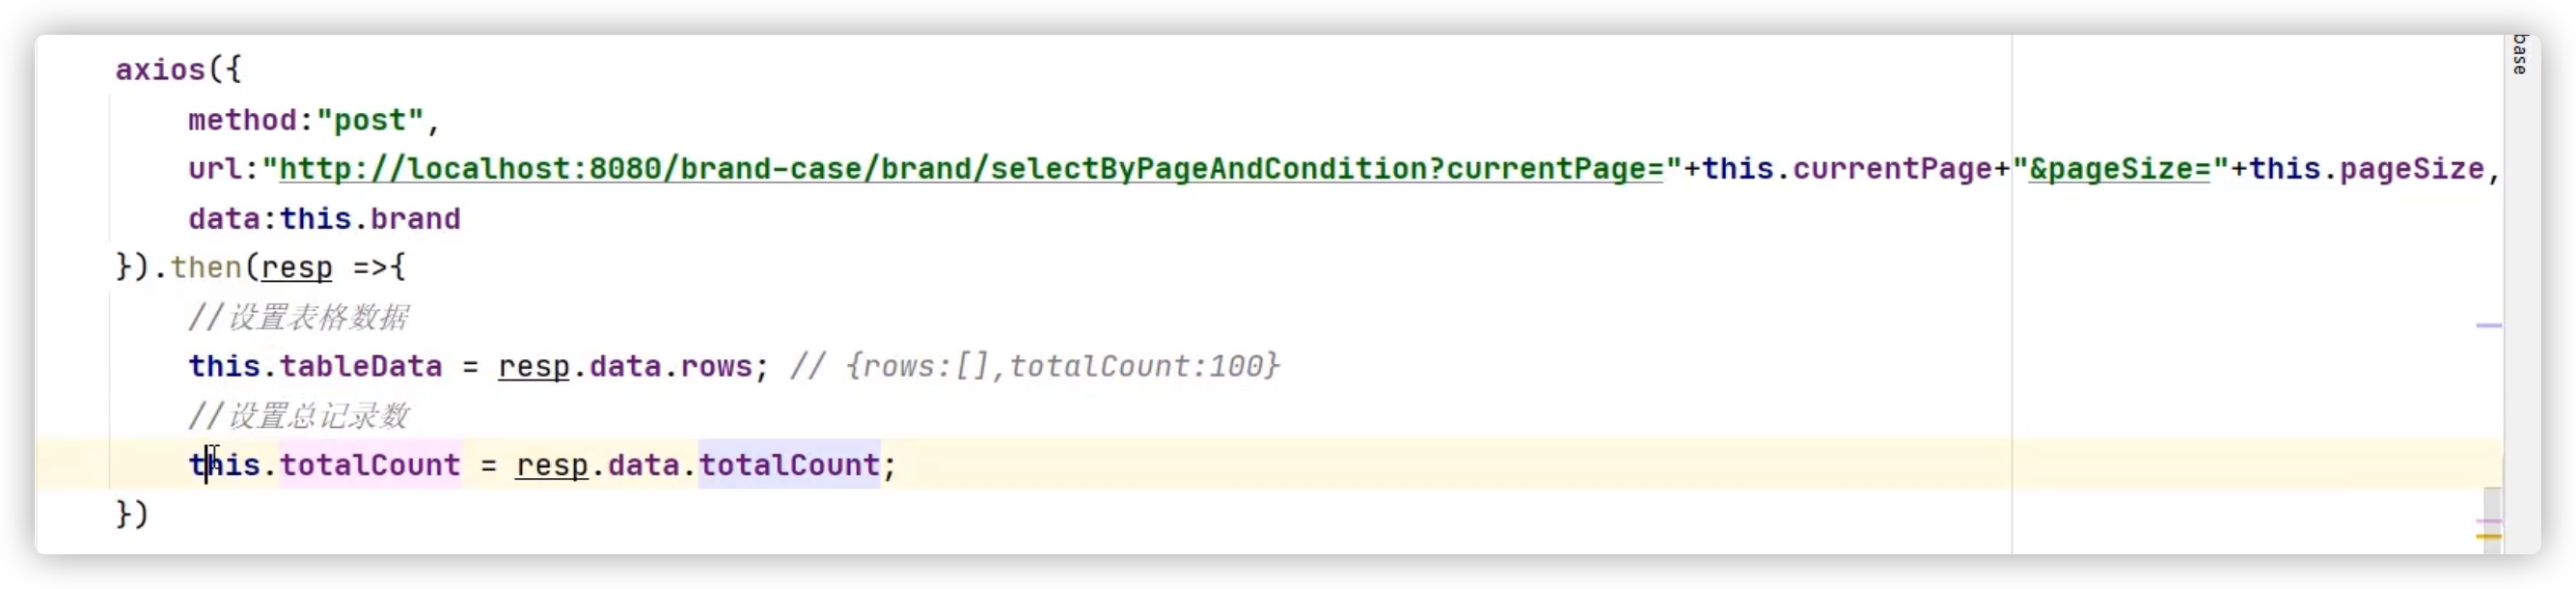 base
axios({
method:"post",
url:"http://localhost:8080/brand-case/brand/selectByPageAndCondition?currentPage="+this.currentPage+"&pageSize="+this.pageSize,
data:this.brand
}).then(resp =>{
//设置表格数据
this.tableData = resp.data.rows; // {rows:[],totalCount:100}
//设置总记录数
this.totalCount = resp.data.totalCount;
})